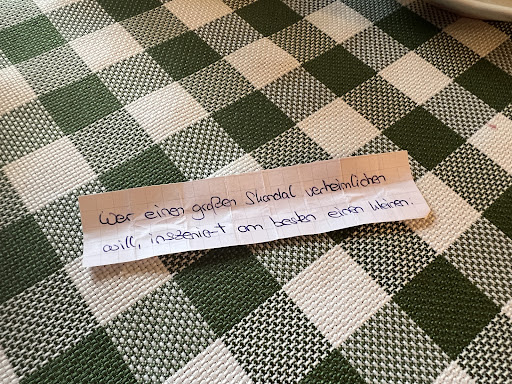 Wer einen großen Skandal verheimlichen
will, inszeniert am besten einen kleinen.